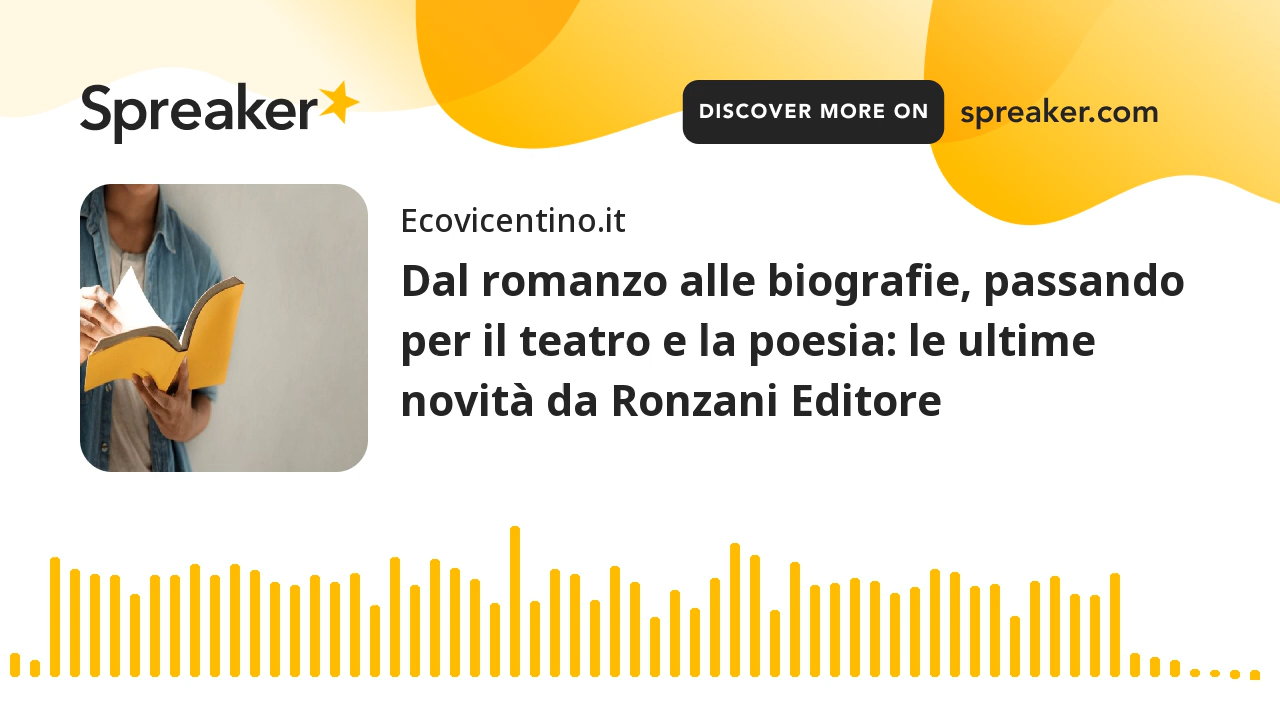 Spreaker
DISCOVER MORE ON spreaker.com
Ecovicentino.it
Dal romanzo alle biografie, passando
per il teatro e la poesia: le ultime
novità da Ronzani Editore